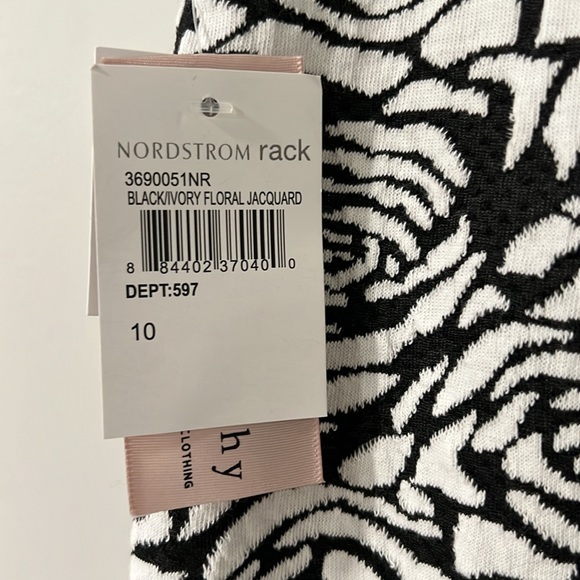 NORDSTROM rack
3690051NR
BLACK/IVORY FLORAL JACQUARD
8 84402 37040 0
DEPT:597
10
hy
CLOTHING